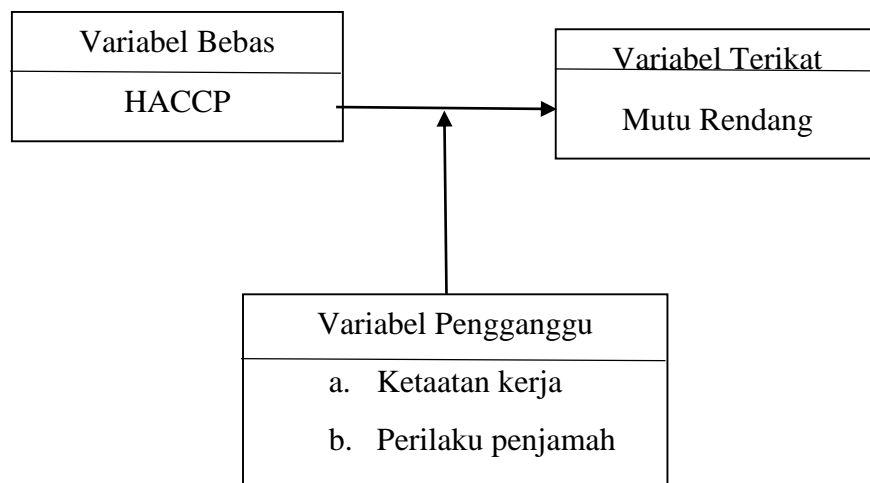 Variabel Bebas
HACCP
Variabel Terikat
Mutu Rendang
Variabel Pengganggu
a. Ketaatan kerja
b. Perilaku penjamah